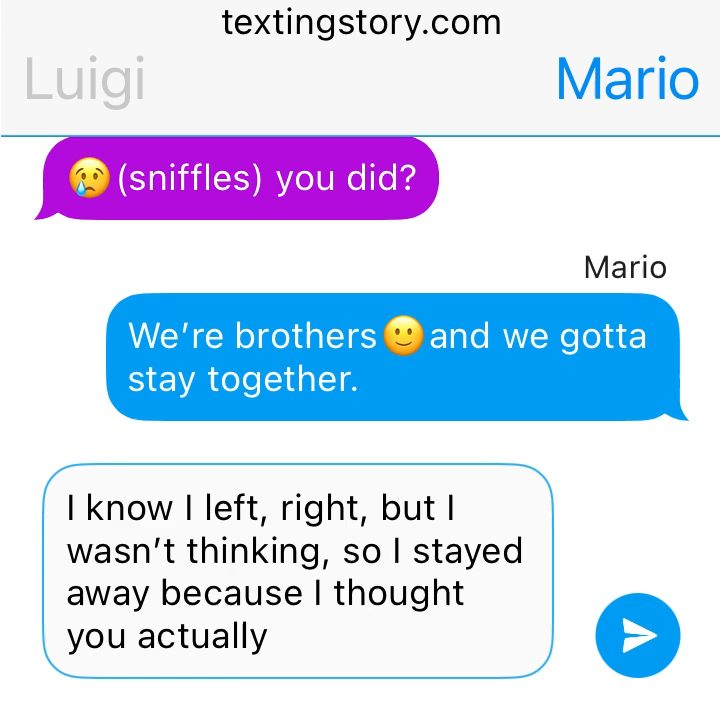 textingstory.com
Luigi
Mario
😢(sniffles) you did?
Mario
We’re brothers🙂and we gotta
stay together.
I know I left, right, but I
wasn’t thinking, so I stayed
away because I thought
you actually